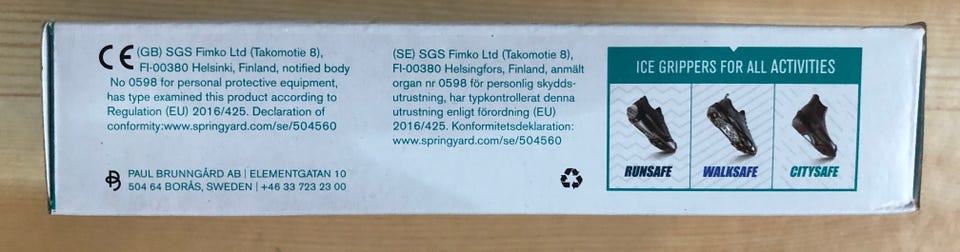 CE (GB) SGS Fimko Ltd (Takomotie 8),
FI-00380 Helsinki, Finland, notified body
No 0598 for personal protective equipment,
has type examined this product according to
Regulation (EU) 2016/425. Declaration of
conformity:www.springyard.com/se/504560
PAUL BRUNNGÅRD AB | ELEMENTGATAN 10
504 64 BORÅS, SWEDEN | +46 33 723 23 00
(SE) SGS Fimko Ltd (Takomotie 8),
FI-00380 Helsingfors, Finland, anmält
organ nr 0598 för personlig skydds-
utrustning, har typkontrollerat denna
utrustning enligt förordning (EU)
2016/425. Konformitetsdeklaration:
www.springyard.com/se/504560
ICE GRIPPERS FOR ALL ACTIVITIES
RUNSAFE
WALKSAFE
CITYSAFE